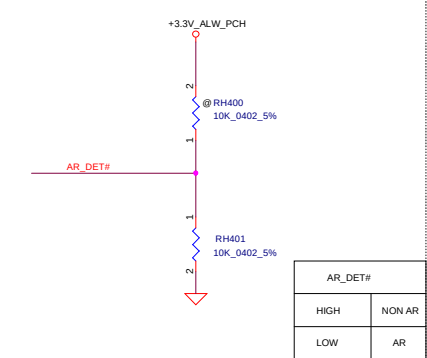 +3.3V_ALW_PCH
2
@ RH400
10K_0402_5%
1
AR_DET#
1
RH401
10K_0402_5%
2
AR_DET#
HIGH NON AR
LOW AR